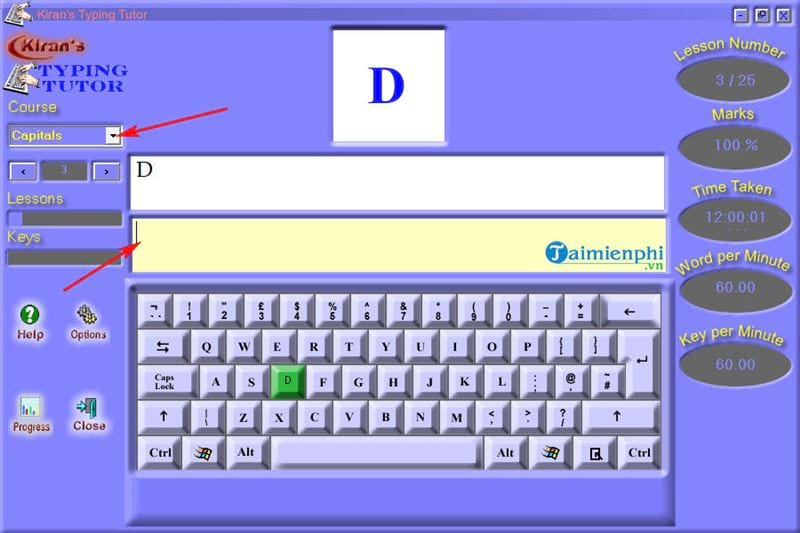 Kiran's Typing Tutor
Kiran's
TYPING
TUTOR
Course
Capitals
< 3 >
Lessons
Keys
Help
Options
Progress
Close
D
D
Taimienphi
.vn
Lesson Number
3 / 25
Marks
100 %
Time Taken
12:00:01
Word per Minute
60.00
Key per Minute
60.00
! " £ $ % ^ & * ( ) _ +
1 2 3 4 5 6 7 8 9 0 - = ←
Q W E R T Y U I O P { }
[ ]
Caps
Lock
A S D F G H J K L : @ ~
; , #
↑ | Z X C V B N M < > ? ↑
\ , . /
Ctrl Alt Alt Ctrl